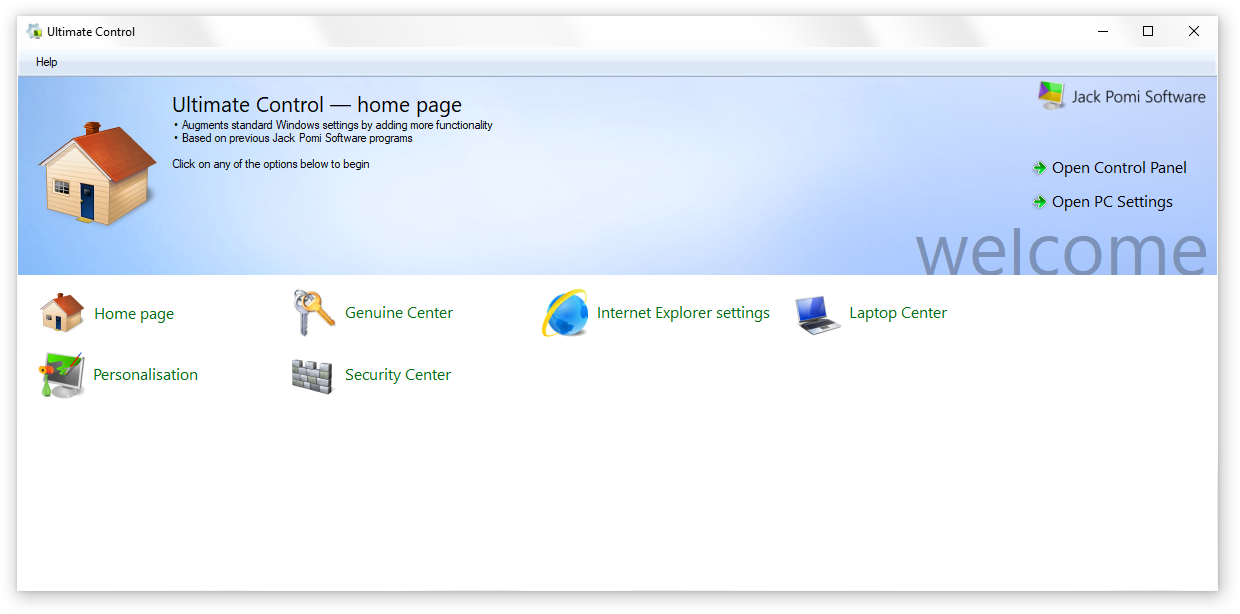 Ultimate Control
Help
Ultimate Control — home page
• Augments standard Windows settings by adding more functionality
• Based on previous Jack Pomi Software programs
Click on any of the options below to begin
Jack Pomi Software
Open Control Panel
Open PC Settings
welcome
Home page
Genuine Center
Internet Explorer settings
Laptop Center
Personalisation
Security Center